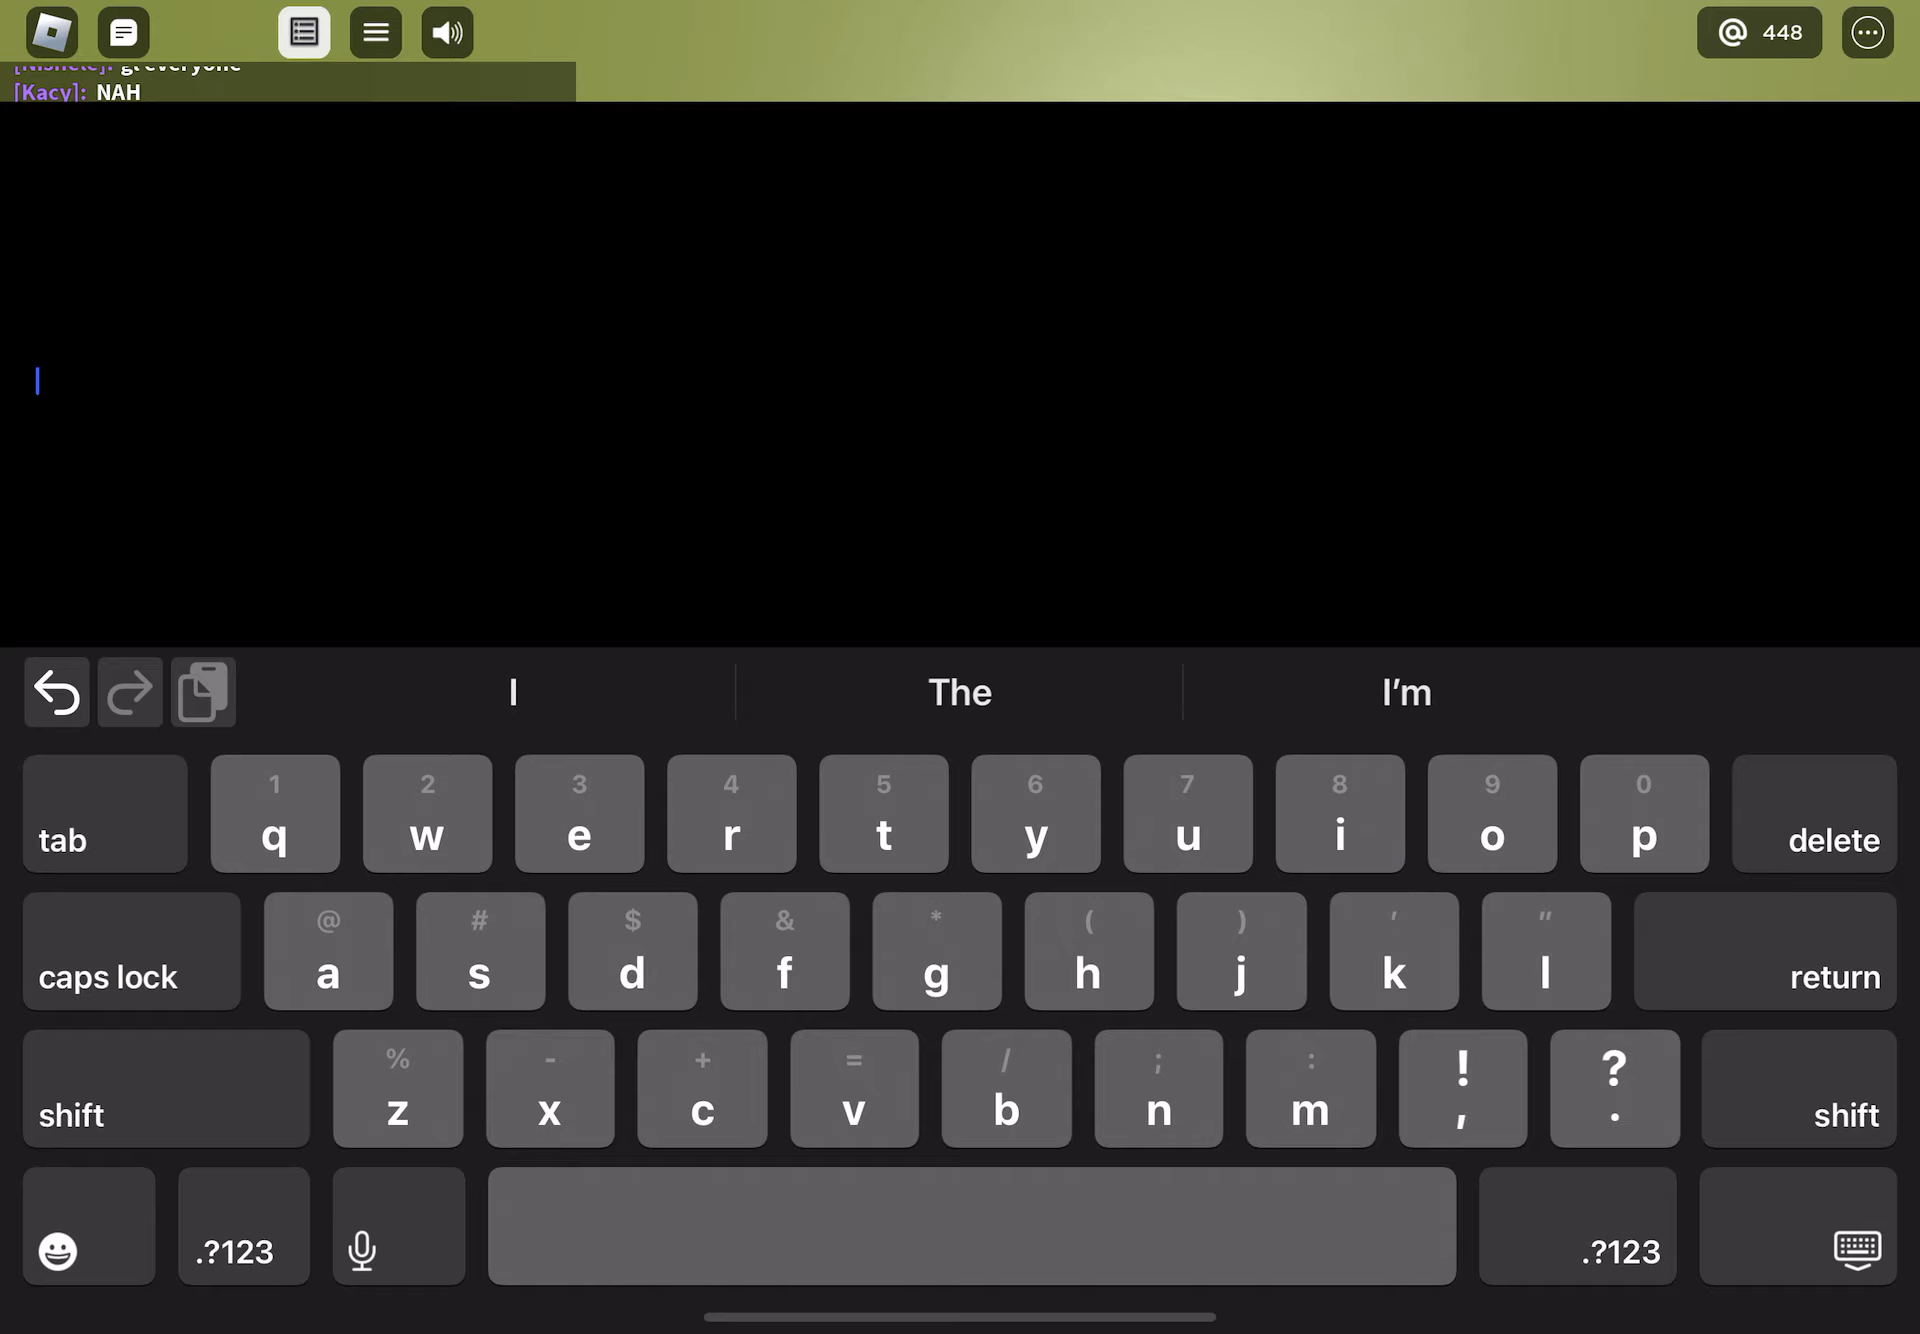 448
everyone
[Kacy]: NAH
I
The
I’m
tab
1 2 3 4 5 6 7 8 9 0
q w e r t y u i o p
delete
caps lock
@ # $ & * ( ) ' "
a s d f g h j k l
return
shift
% - + = / ; : ! ?
z x c v b n m , .
shift
.?123
.?123